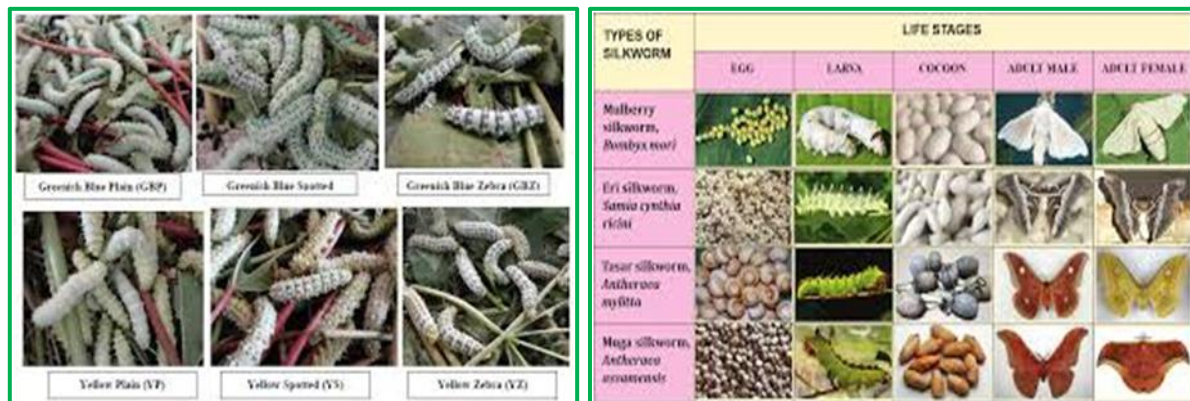 Greenish Blue Plain (GBP)
Greenish Blue Spotted
Greenish Blue Zebra (GBZ)
Yellow Plain (YP)
Yellow Spotted (YS)
Yellow Zebra (YZ)
TYPES OF
SILKWORM
LIFE STAGES
EGG
LARVA
COCOON
ADULT MALE
ADULT FEMALE
Mulberry
silkworm,
Bombyx mori
Eri silkworm,
Samia cynthia
ricini
Tasar silkworm,
Antheraea
mylitta
Muga silkworm,
Antheraea
assamensis